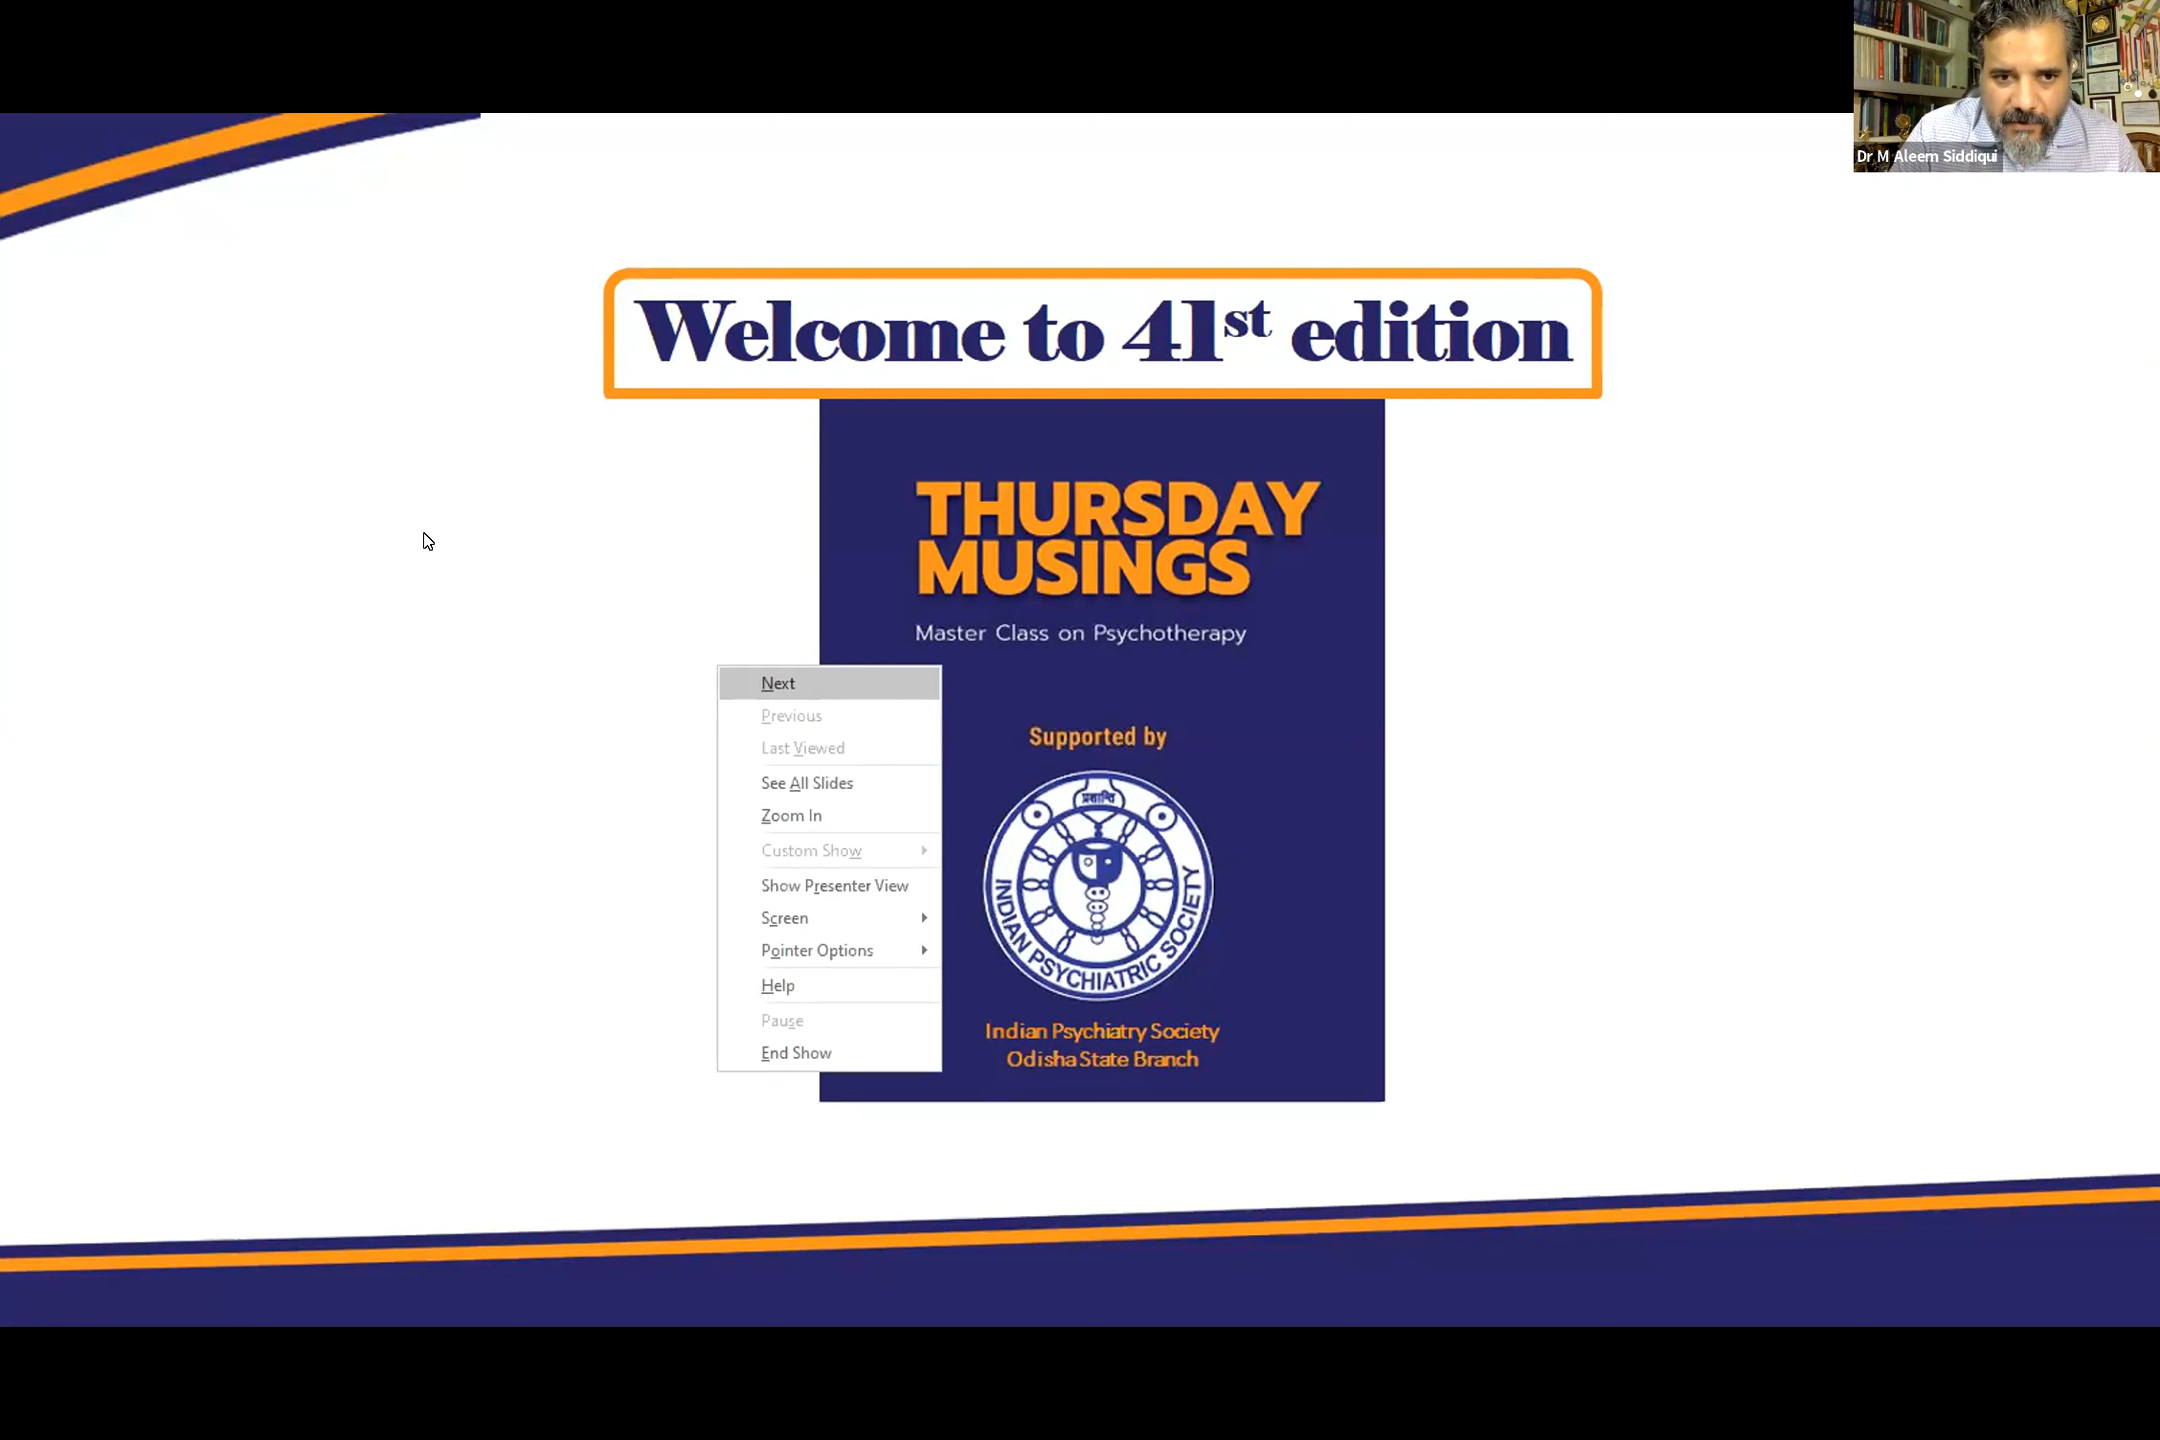 Dr M Aleem Siddiqui
Welcome to 41st edition
THURSDAY
MUSINGS
Master Class on Psychotherapy
Next
Previous
Last Viewed
See All Slides
Zoom In
Custom Show
Show Presenter View
Screen
Pointer Options
Help
Pause
End Show
Supported by
INDIAN PSYCHIATRIC SOCIETY
Indian Psychiatry Society
Odisha State Branch